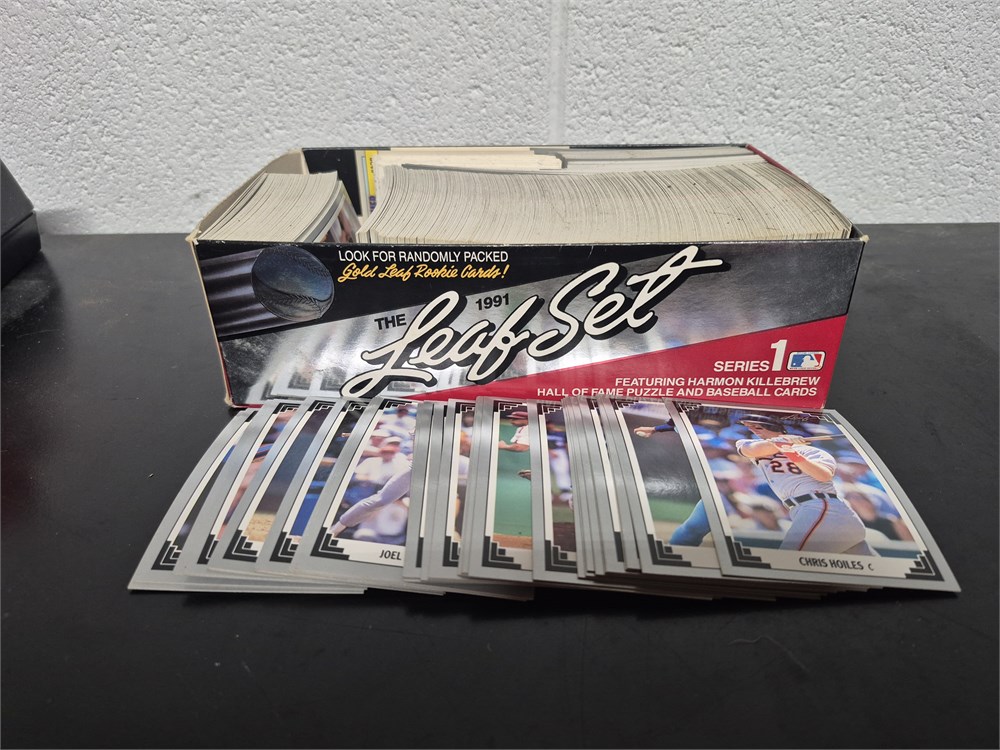 LOOK FOR RANDOMLY PACKED
Gold Leaf Rookie Cards!
THE 1991
Leaf Set
SERIES 1
FEATURING HARMON KILLEBREW
HALL OF FAME PUZZLE AND BASEBALL CARDS
28
JOEL
CHRIS HOILES C